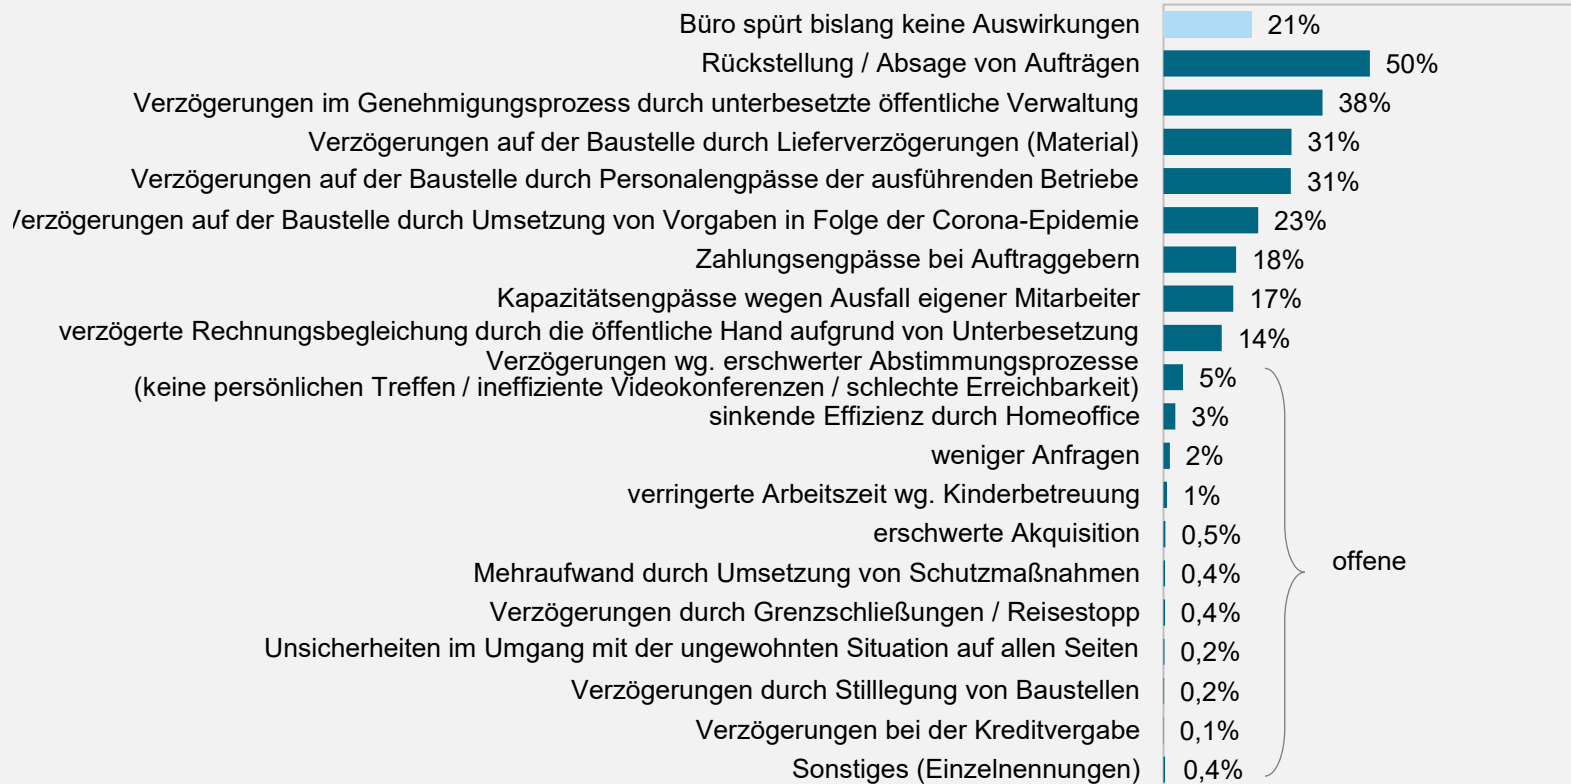 Büro spürt bislang keine Auswirkungen 21%
Rückstellung / Absage von Aufträgen 50%
Verzögerungen im Genehmigungsprozess durch unterbesetzte öffentliche Verwaltung 38%
Verzögerungen auf der Baustelle durch Lieferverzögerungen (Material) 31%
Verzögerungen auf der Baustelle durch Personalengpässe der ausführenden Betriebe 31%
Verzögerungen auf der Baustelle durch Umsetzung von Vorgaben in Folge der Corona-Epidemie 23%
Zahlungsengpässe bei Auftraggebern 18%
Kapazitätsengpässe wegen Ausfall eigener Mitarbeiter 17%
verzögerte Rechnungsbegleichung durch die öffentliche Hand aufgrund von Unterbesetzung 14%
Verzögerungen wg. erschwerter Abstimmungsprozesse
(keine persönlichen Treffen / ineffiziente Videokonferenzen / schlechte Erreichbarkeit) 5%
sinkende Effizienz durch Homeoffice 3%
weniger Anfragen 2%
verringerte Arbeitszeit wg. Kinderbetreuung 1%
erschwerte Akquisition 0,5%
offene
Mehraufwand durch Umsetzung von Schutzmaßnahmen 0,4%
Verzögerungen durch Grenzschließungen / Reisestopp 0,4%
Unsicherheiten im Umgang mit der ungewohnten Situation auf allen Seiten 0,2%
Verzögerungen durch Stilllegung von Baustellen 0,2%
Verzögerungen bei der Kreditvergabe 0,1%
Sonstiges (Einzelnennungen) 0,4%